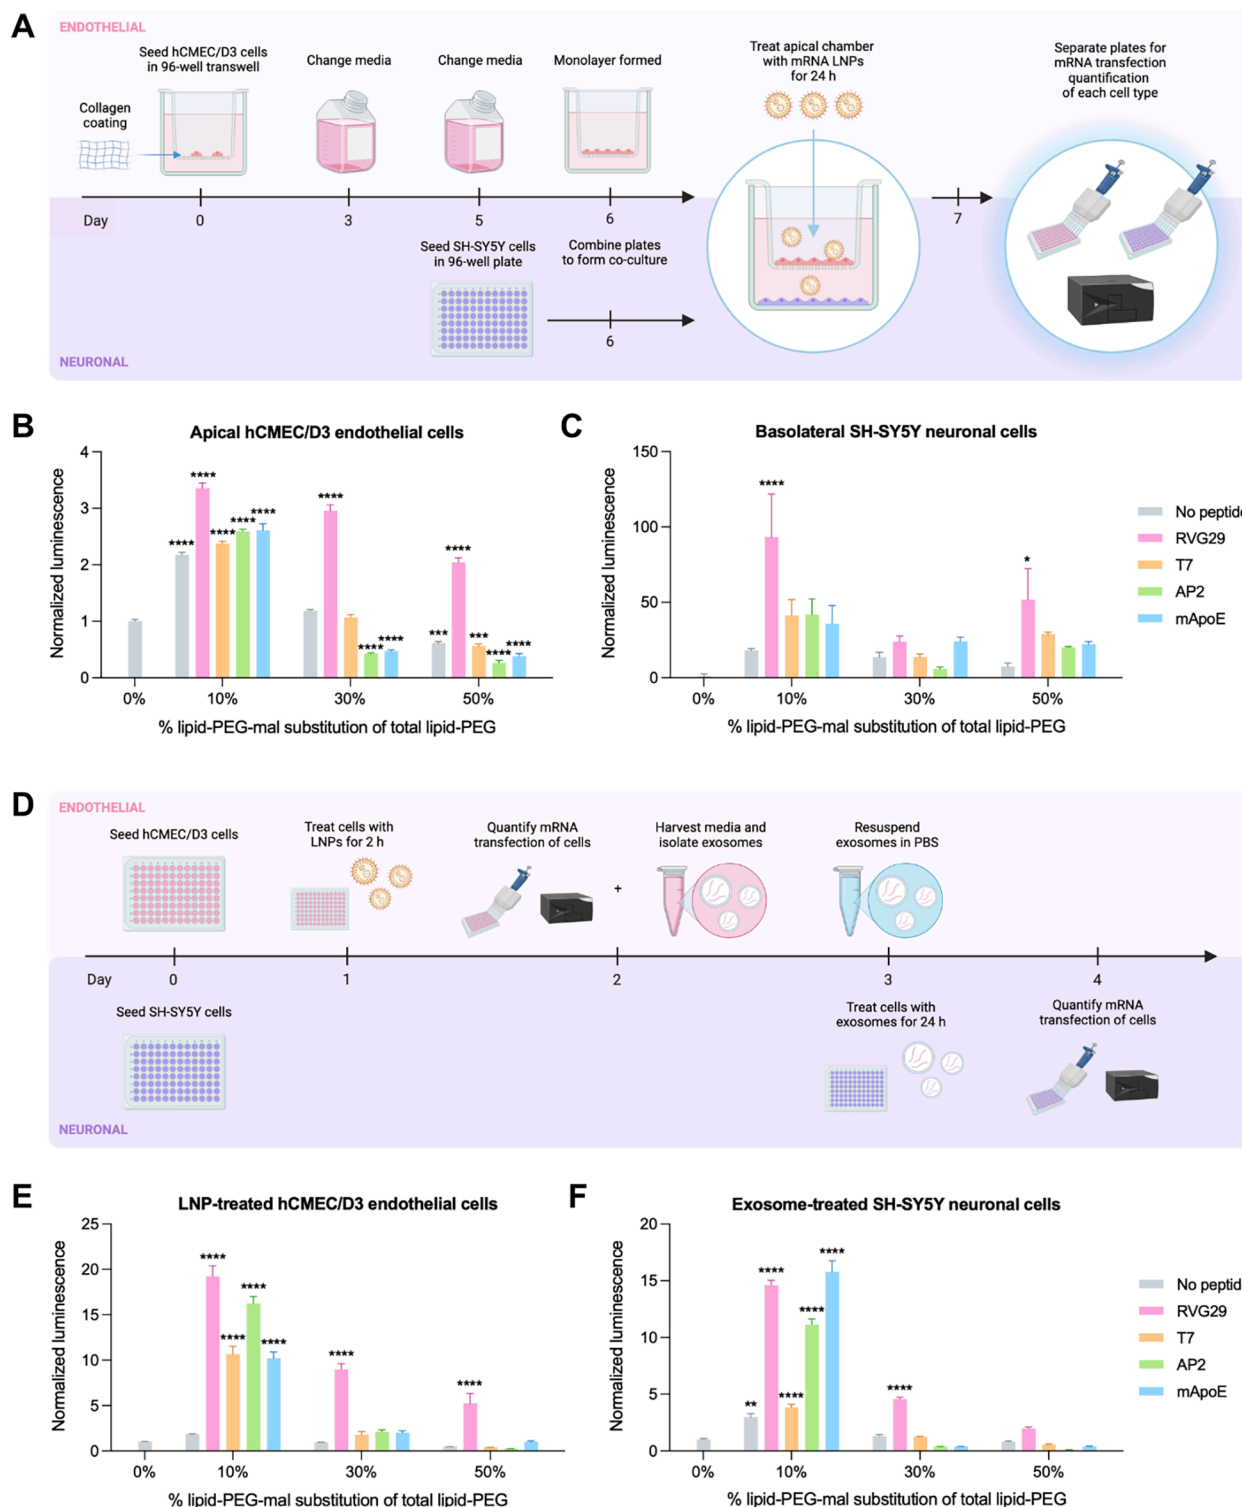 A
ENDOTHELIAL
Seed hCMEC/D3 cells
in 96-well transwell
Change media
Change media
Monolayer formed
Treat apical chamber
with mRNA LNPs
for 24 h
Separate plates for
mRNA transfection
quantification
of each cell type
Collagen
coating
Day
0
3
5
6
7
Seed SH-SY5Y cells
in 96-well plate
Combine plates
to form co-culture
6
NEURONAL
B
Apical hCMEC/D3 endothelial cells
Normalized luminescence
4
3
2
1
0
****
****
****
****
****
****
****
****
***
****
***
****
****
0%
10%
30%
50%
% lipid-PEG-mal substitution of total lipid-PEG
C
Basolateral SH-SY5Y neuronal cells
Normalized luminescence
150
100
50
0
****
*
0%
10%
30%
50%
% lipid-PEG-mal substitution of total lipid-PEG
No peptide
RVG29
T7
AP2
mApoE
D
ENDOTHELIAL
Seed hCMEC/D3 cells
Treat cells with
LNPs for 2 h
Quantify mRNA
transfection of cells
+
Harvest media and
isolate exosomes
Resuspend
exosomes in PBS
Day
0
1
2
3
4
Seed SH-SY5Y cells
Treat cells with
exosomes for 24 h
Quantify mRNA
transfection of cells
NEURONAL
E
LNP-treated hCMEC/D3 endothelial cells
Normalized luminescence
25
20
15
10
5
0
****
****
****
****
****
****
0%
10%
30%
50%
% lipid-PEG-mal substitution of total lipid-PEG
F
Exosome-treated SH-SY5Y neuronal cells
Normalized luminescence
20
15
10
5
0
**
****
****
****
****
****
0%
10%
30%
50%
% lipid-PEG-mal substitution of total lipid-PEG
No peptid
RVG29
T7
AP2
mApoE